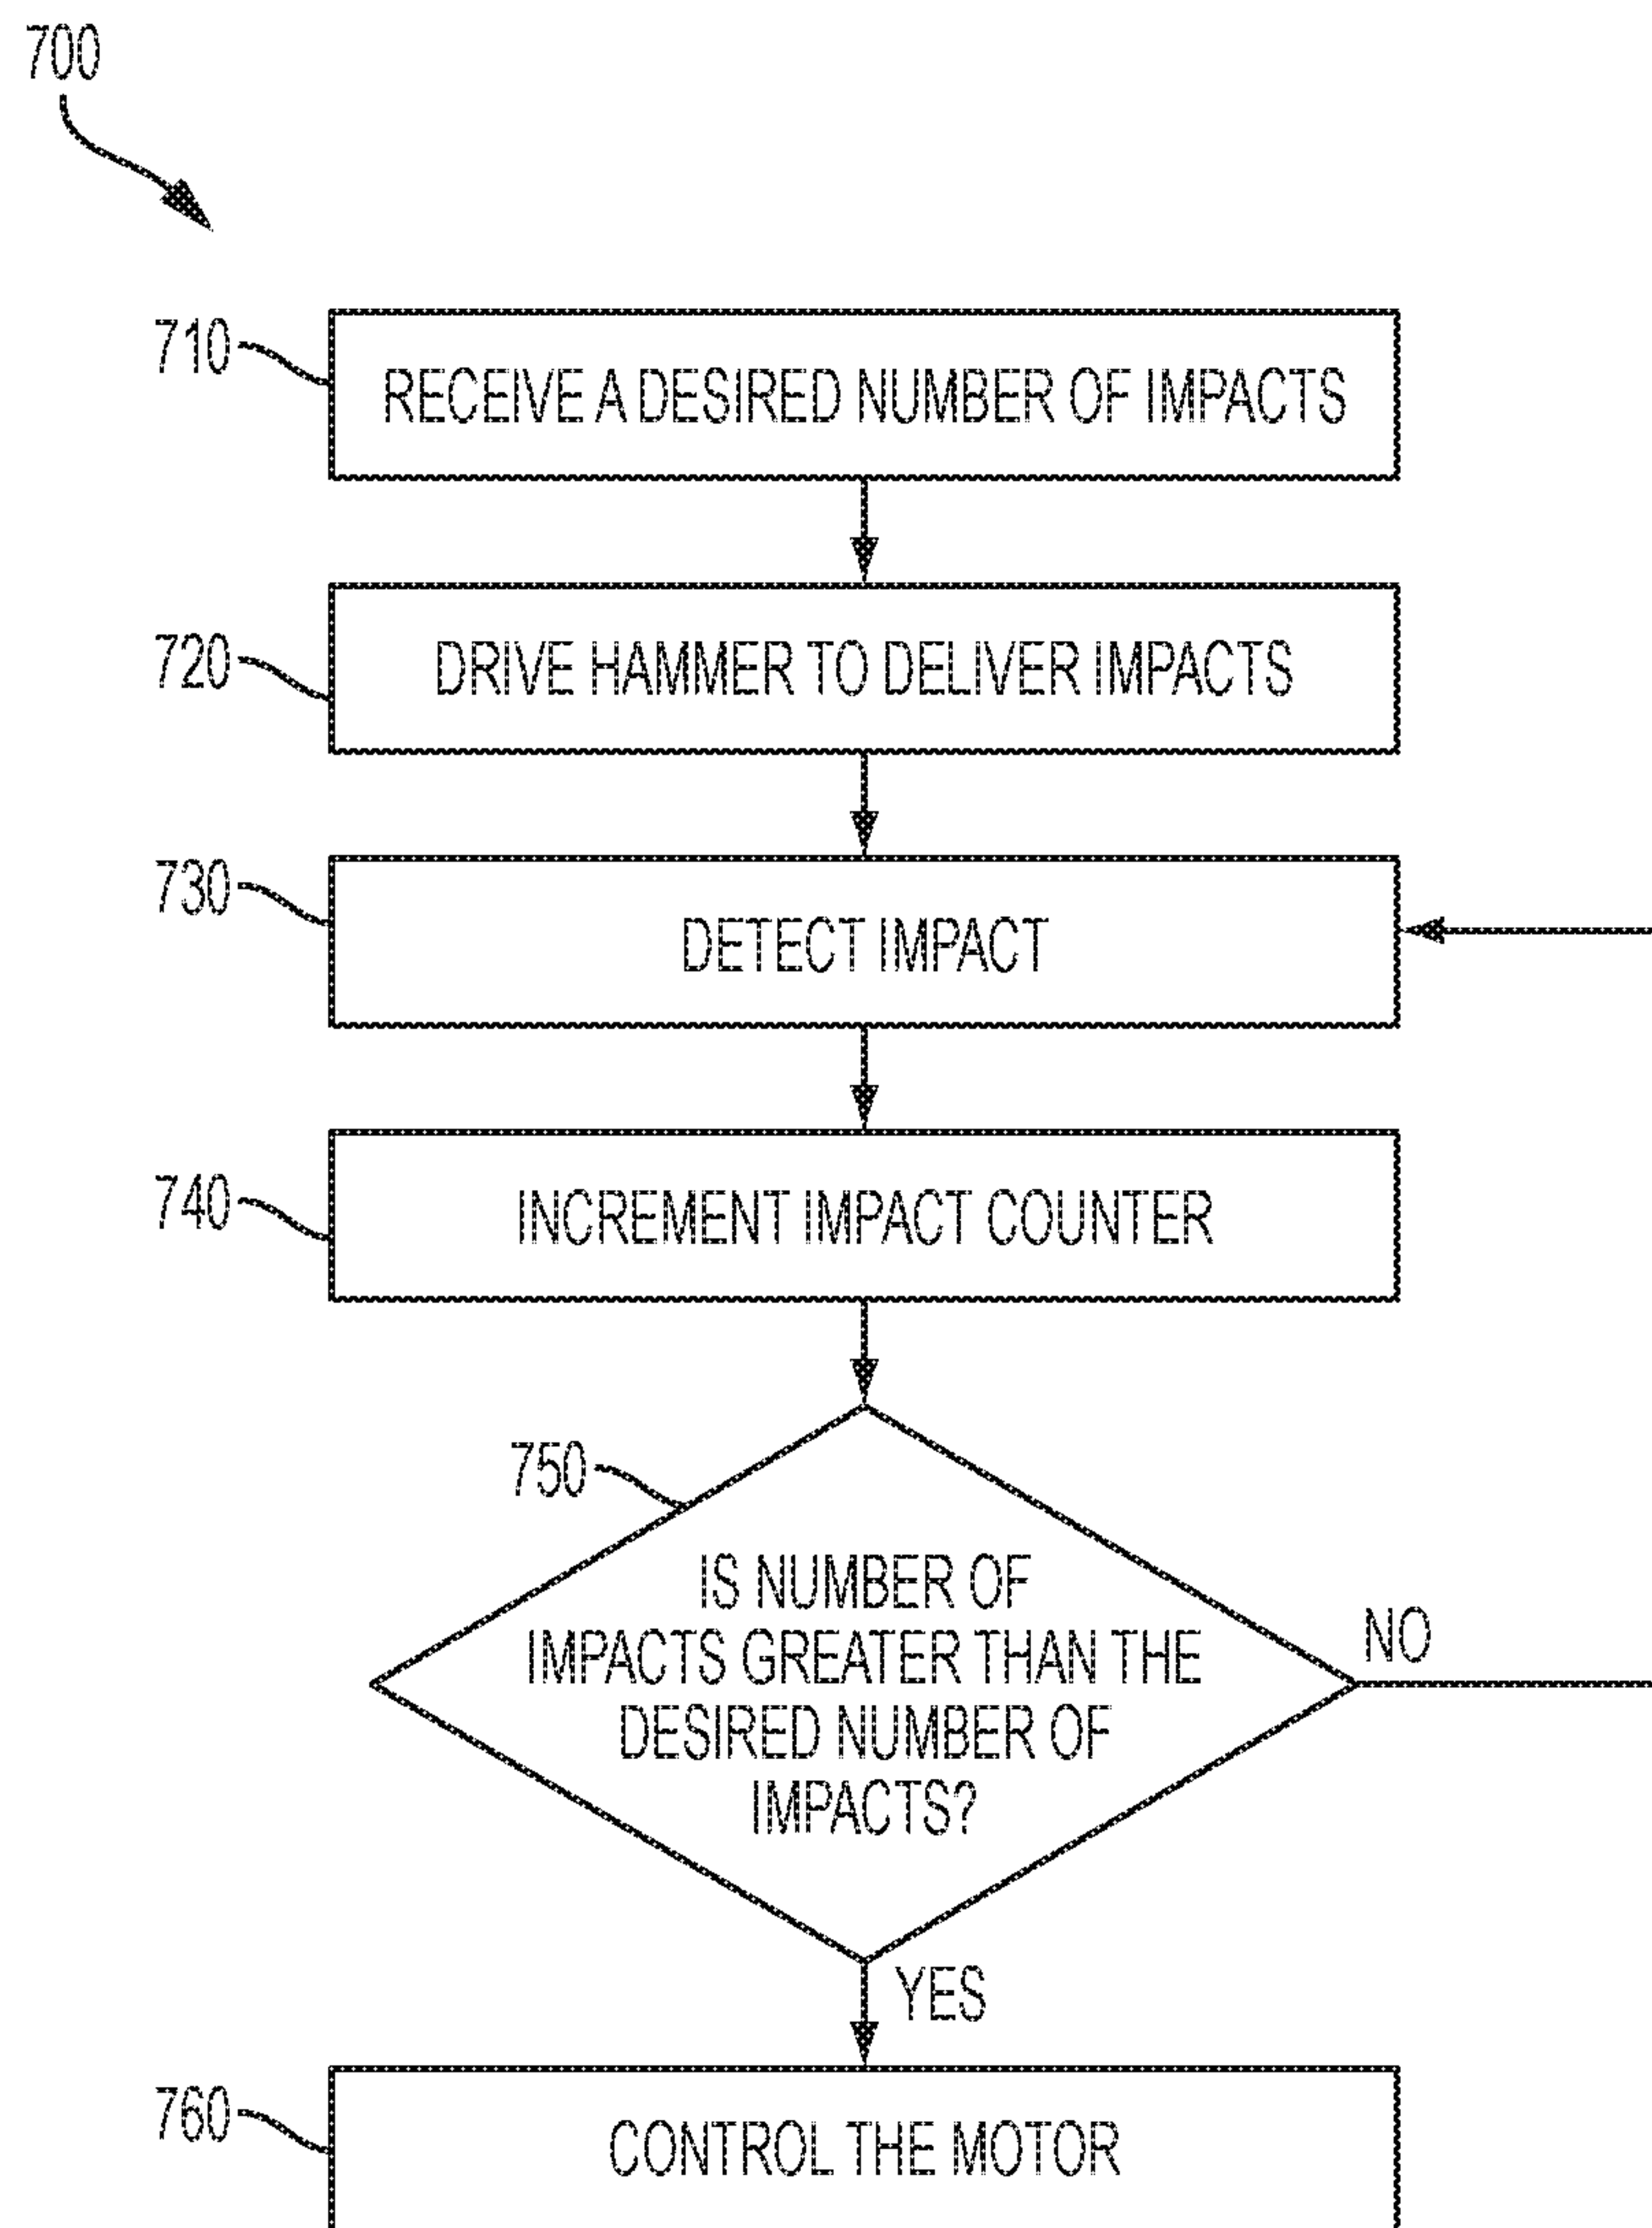 700
710
RECEIVE A DESIRED NUMBER OF IMPACTS
720
DRIVE HAMMER TO DELIVER IMPACTS
730
DETECT IMPACT
740
INCREMENT IMPACT COUNTER
750
IS NUMBER OF
IMPACTS GREATER THAN THE
DESIRED NUMBER OF
IMPACTS?
NO
YES
760
CONTROL THE MOTOR